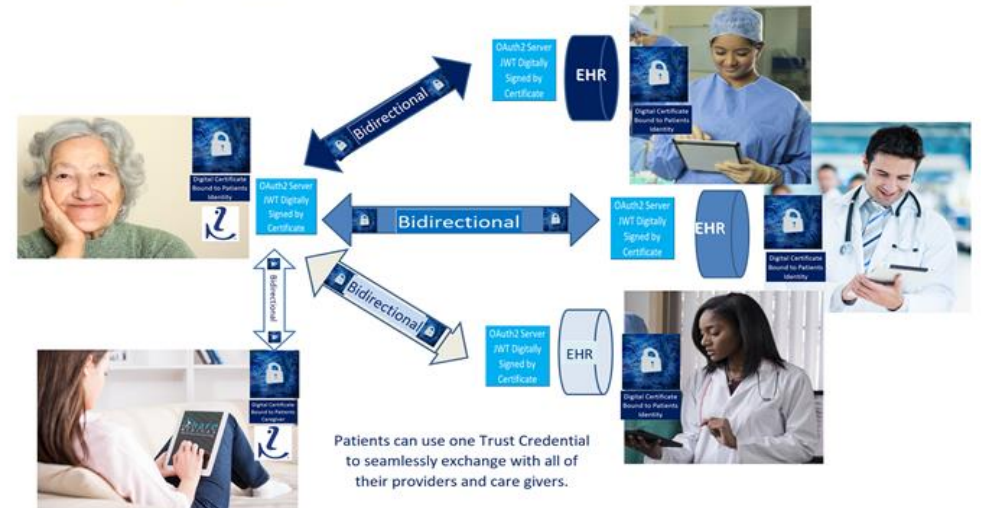 OAuth2 Server
JWT Digitally
Signed by
Certificate
EHR
Digital Certificate
Bound to Patients
Identity
Bidirectional
Digital Certificate
Bound to Patients
Identity
OAuth2 Server
JWT Digitally
Signed by
Certificate
Bidirectional
OAuth2 Server
JWT Digitally
Signed by
Certificate
EHR
Digital Certificate
Bound to Patients
Identity
Bidirectional
Bidirectional
OAuth2 Server
JWT Digitally
Signed by
Certificate
EHR
Digital Certificate
Bound to Patients
Identity
Digital Certificate
Bound to Patients
Caregiver
Patients can use one Trust Credential
to seamlessly exchange with all of
their providers and care givers.